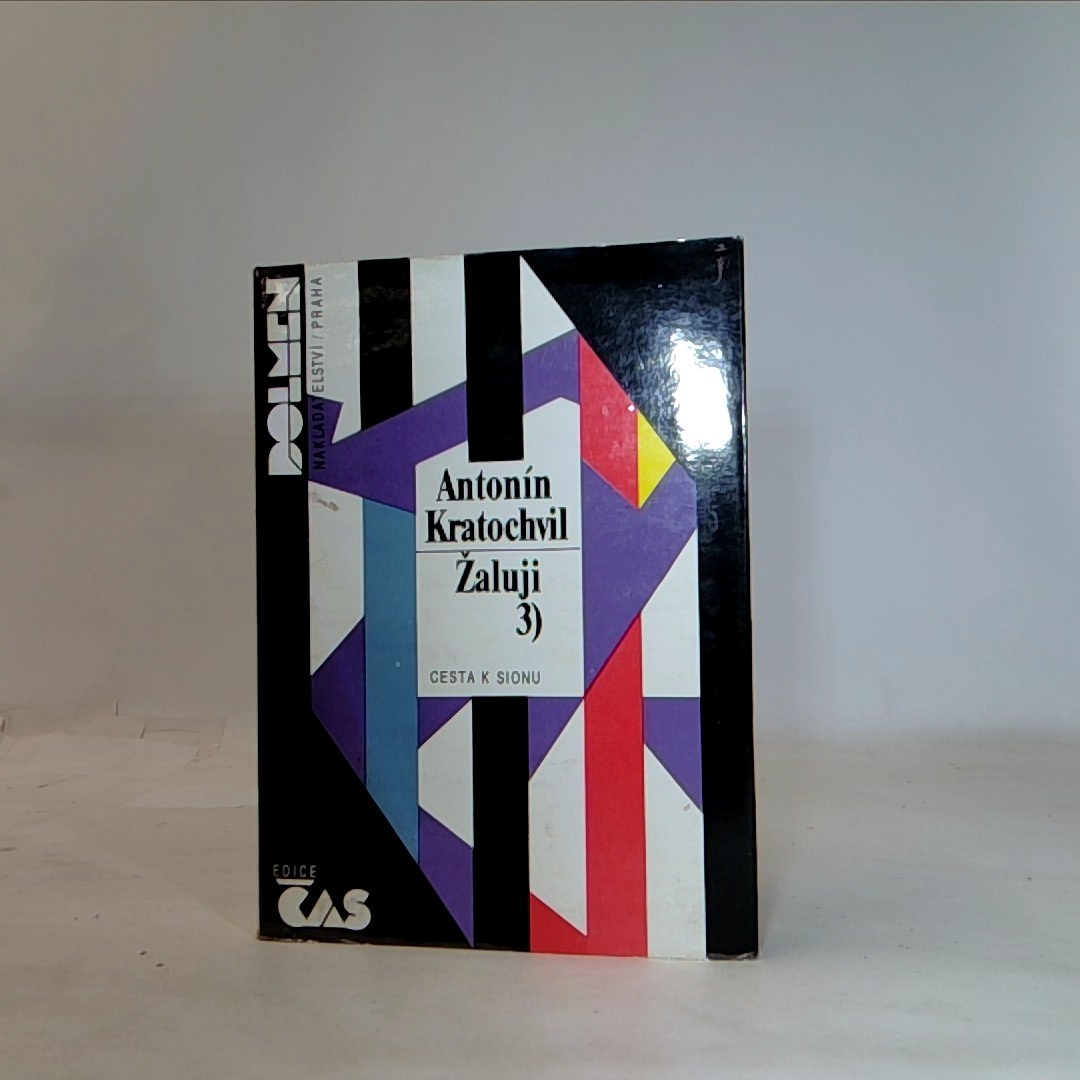 DOLMEN
NAKLADATELSTVÍ / PRAHA
Antonín
Kratochvil
Žaluji
3)
CESTA K SIONU
EDICE
ČAS